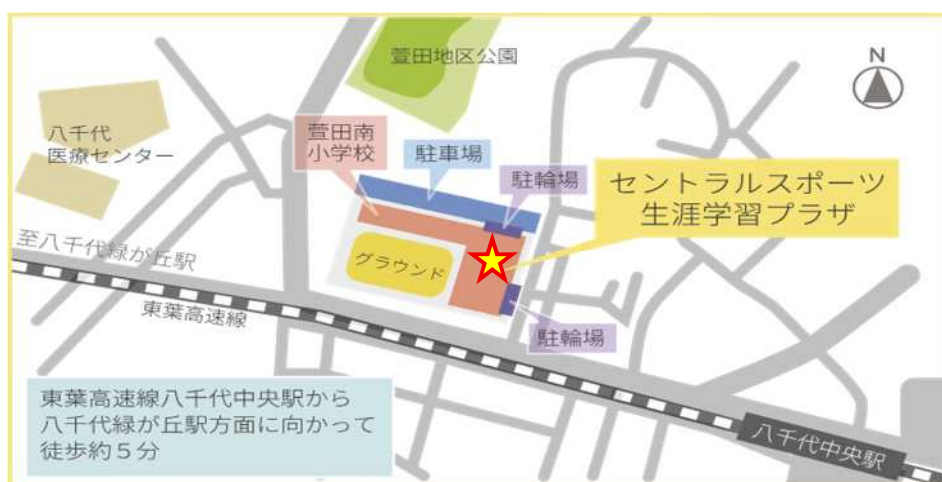 萱田地区公園
N
八千代
医療センター
萱田南
小学校
駐車場
駐輪場
セントラルスポーツ
生涯学習プラザ
グラウンド
至八千代緑が丘駅
東葉高速線
駐輪場
東葉高速線八千代中央駅から
八千代緑が丘駅方面に向かって
徒歩約5分
八千代中央駅